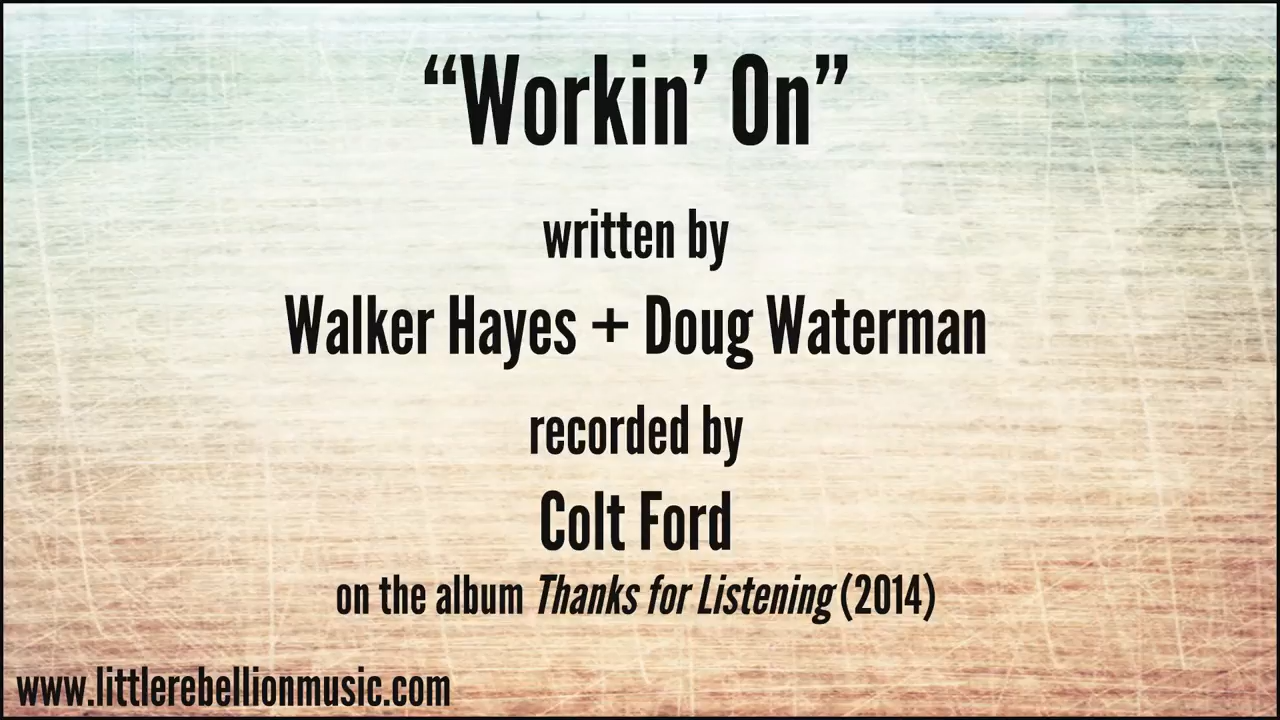 “Workin’ On”
written by
Walker Hayes + Doug Waterman
recorded by
Colt Ford
on the album Thanks for Listening (2014)
www.littlerebellionmusic.com